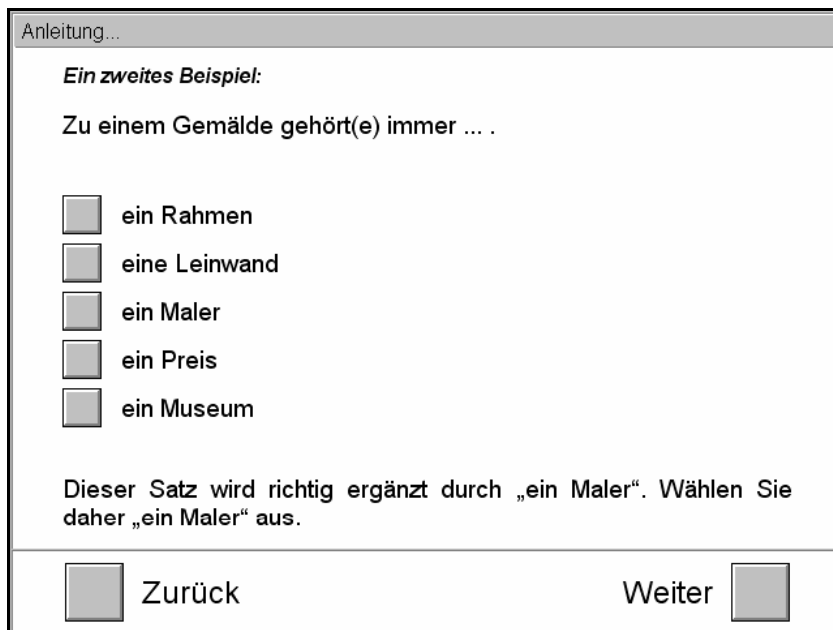 Anleitung...
Ein zweites Beispiel:
Zu einem Gemälde gehört(e) immer ... .
ein Rahmen
eine Leinwand
ein Maler
ein Preis
ein Museum
Dieser Satz wird richtig ergänzt durch „ein Maler“. Wählen Sie
daher „ein Maler“ aus.
Zurück
Weiter